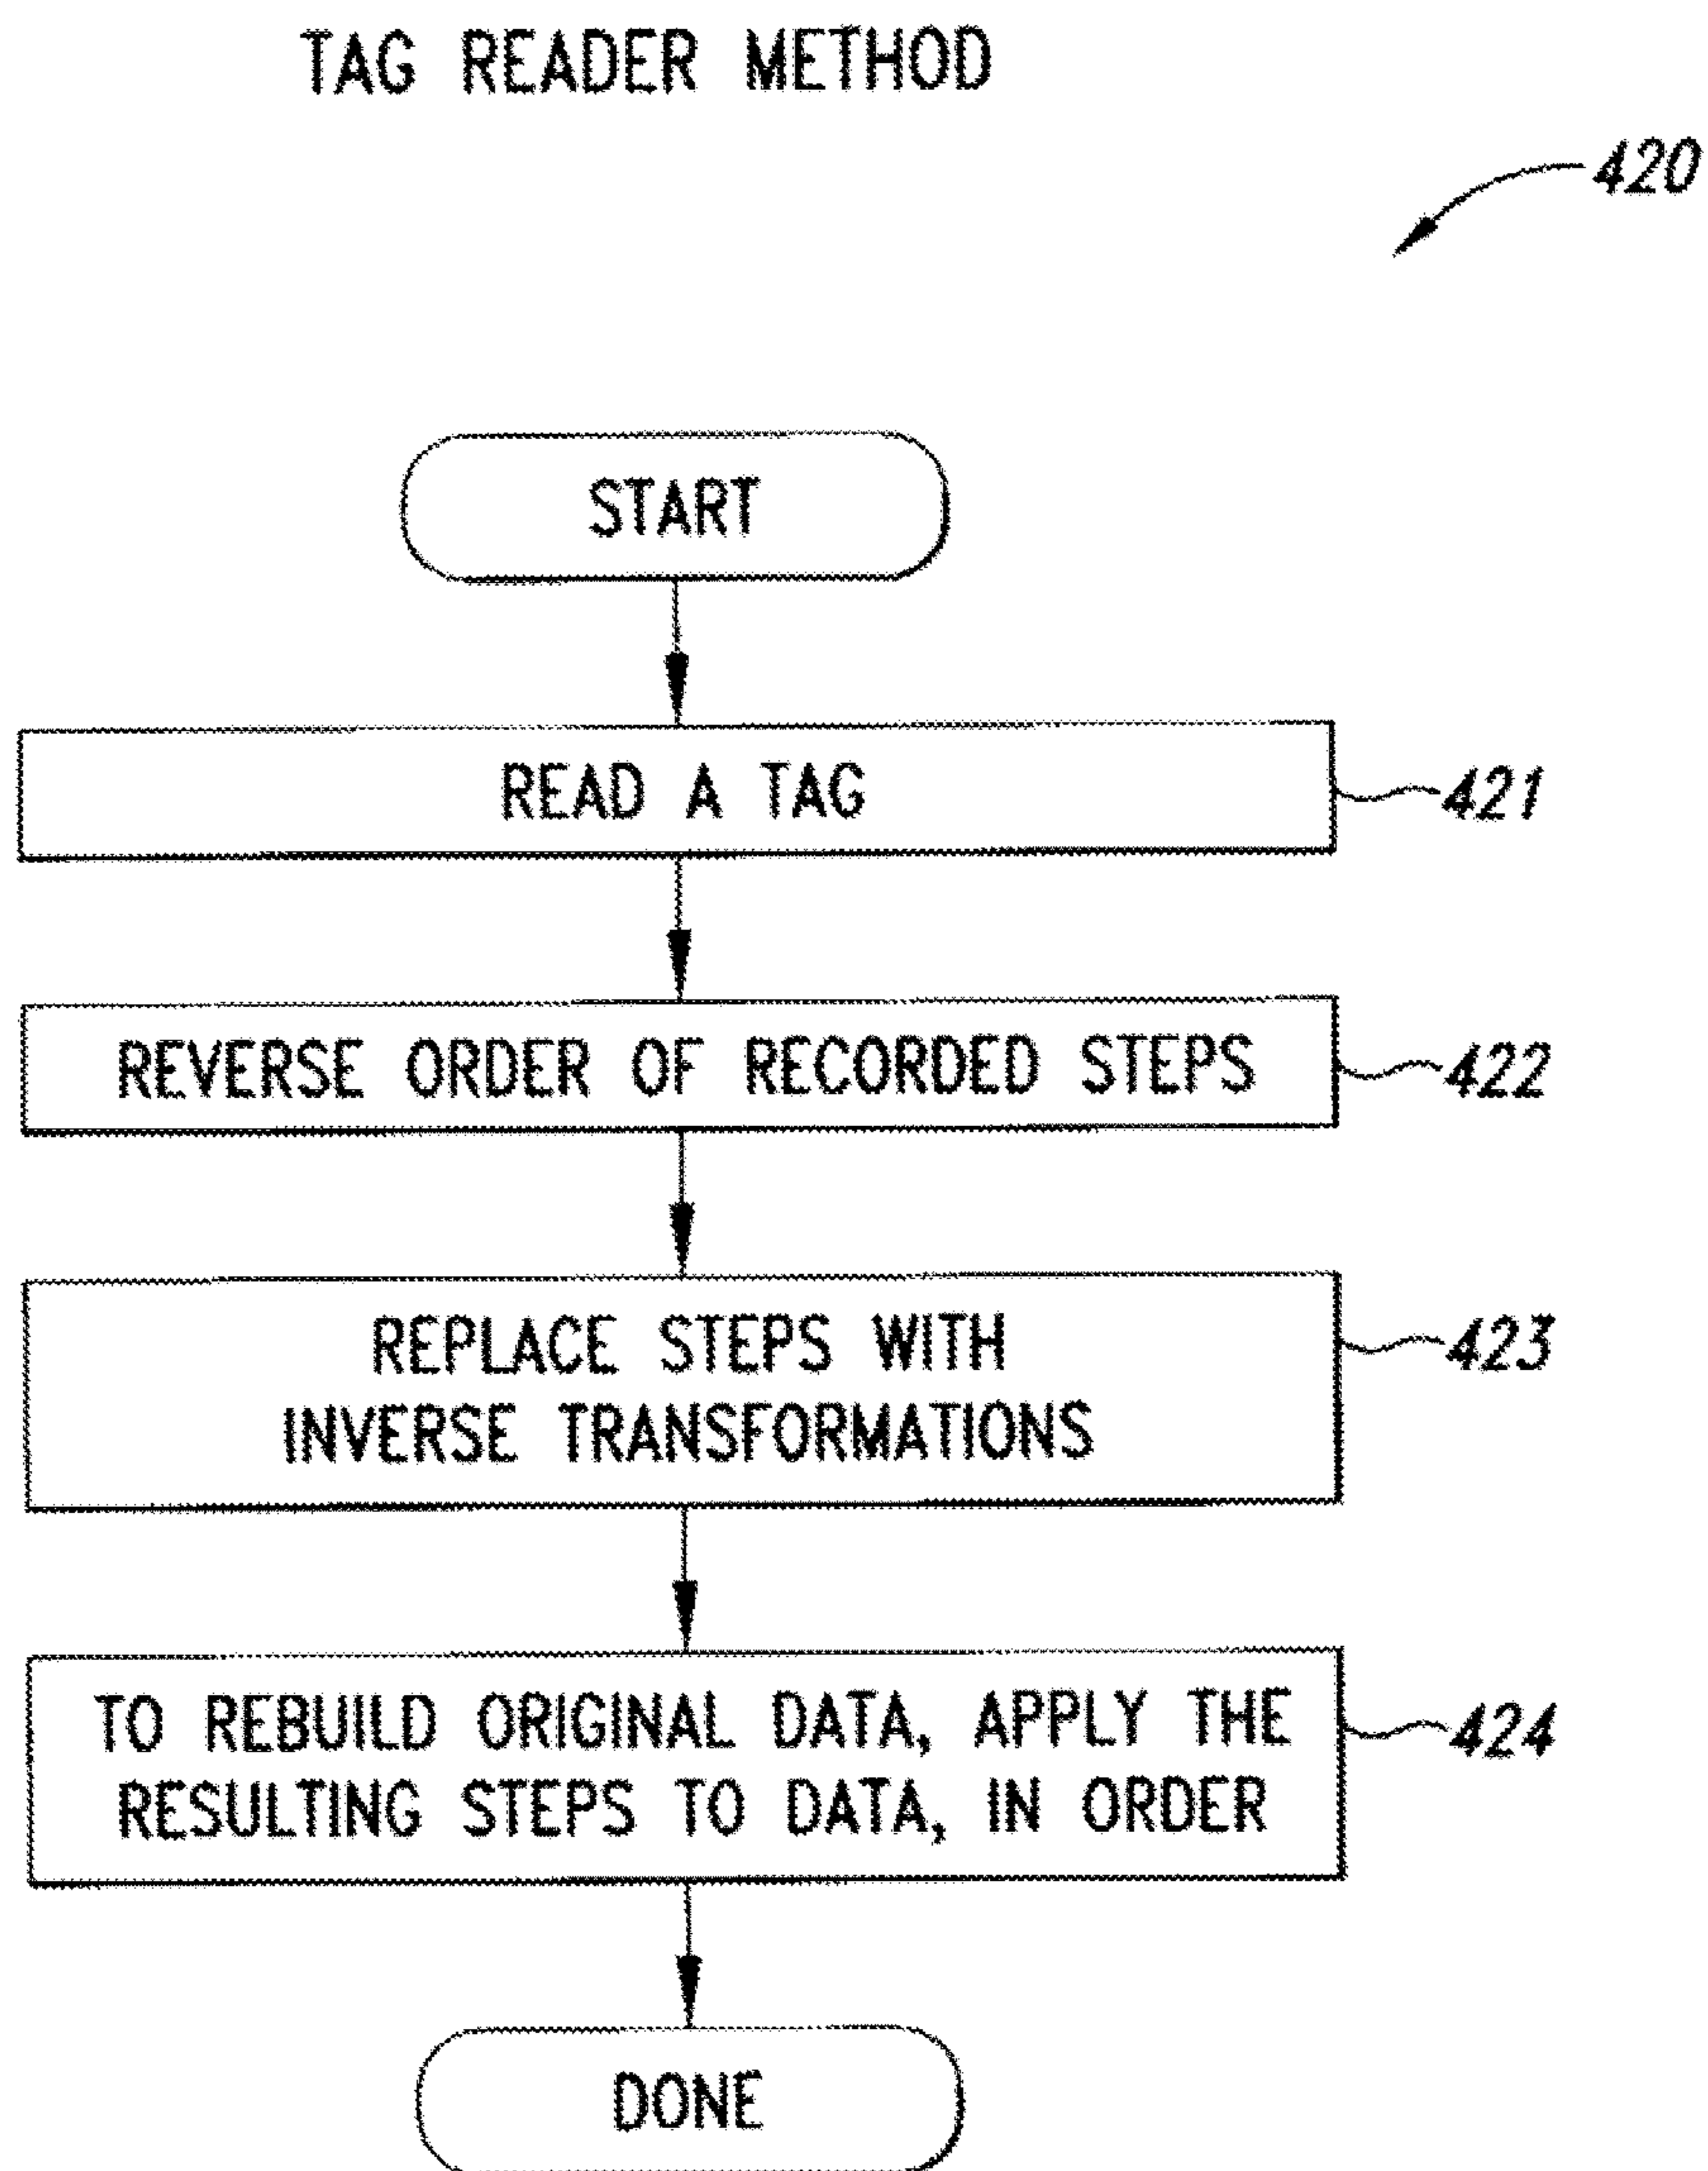 TAG READER METHOD
420
START
READ A TAG
421
REVERSE ORDER OF RECORDED STEPS
422
REPLACE STEPS WITH
423
INVERSE TRANSFORMATIONS
TO REBUILD ORIGINAL DATA, APPLY THE
424
RESULTING STEPS TO DATA, IN ORDER
DONE